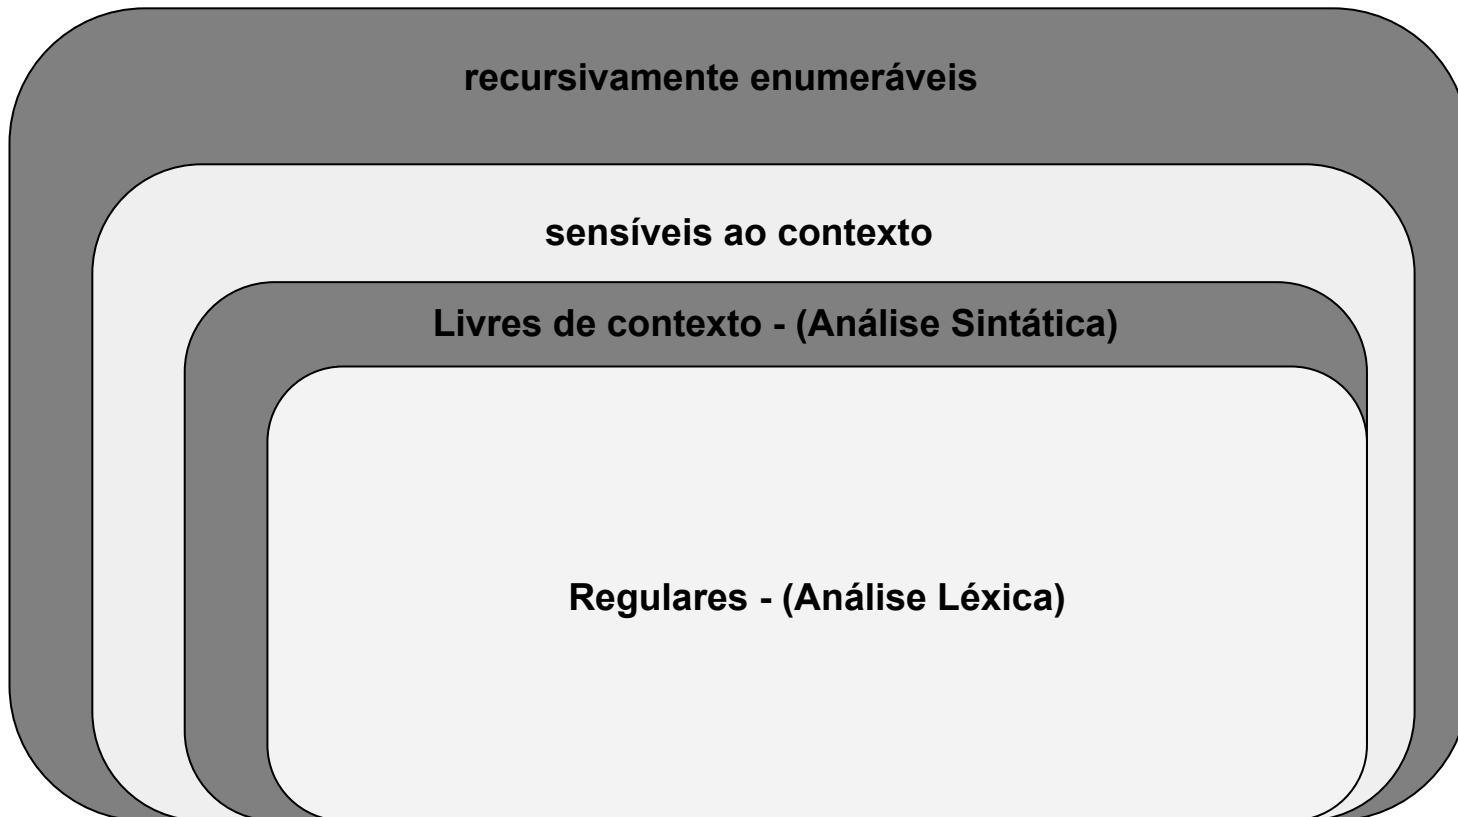 recursivamente enumeráveis
sensíveis ao contexto
Livres de contexto - (Análise Sintática)
Regulares - (Análise Léxica)